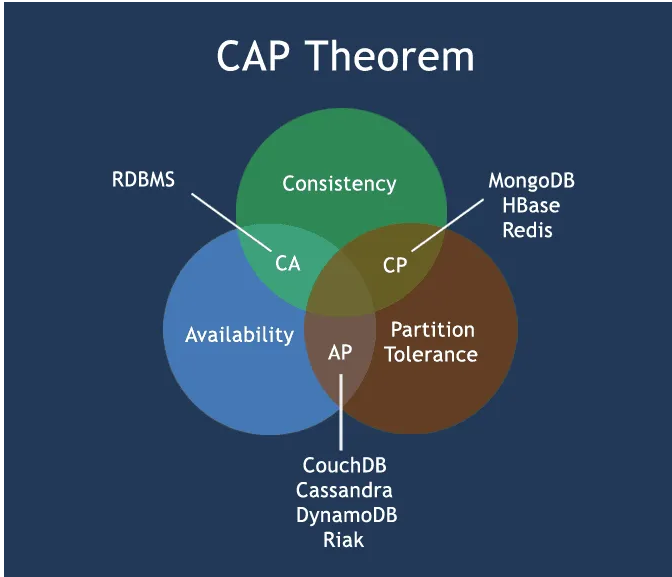 CAP Theorem
RDBMS
Consistency
MongoDB
HBase
Redis
CA
CP
Availability
Partition
Tolerance
AP
CouchDB
Cassandra
DynamoDB
Riak